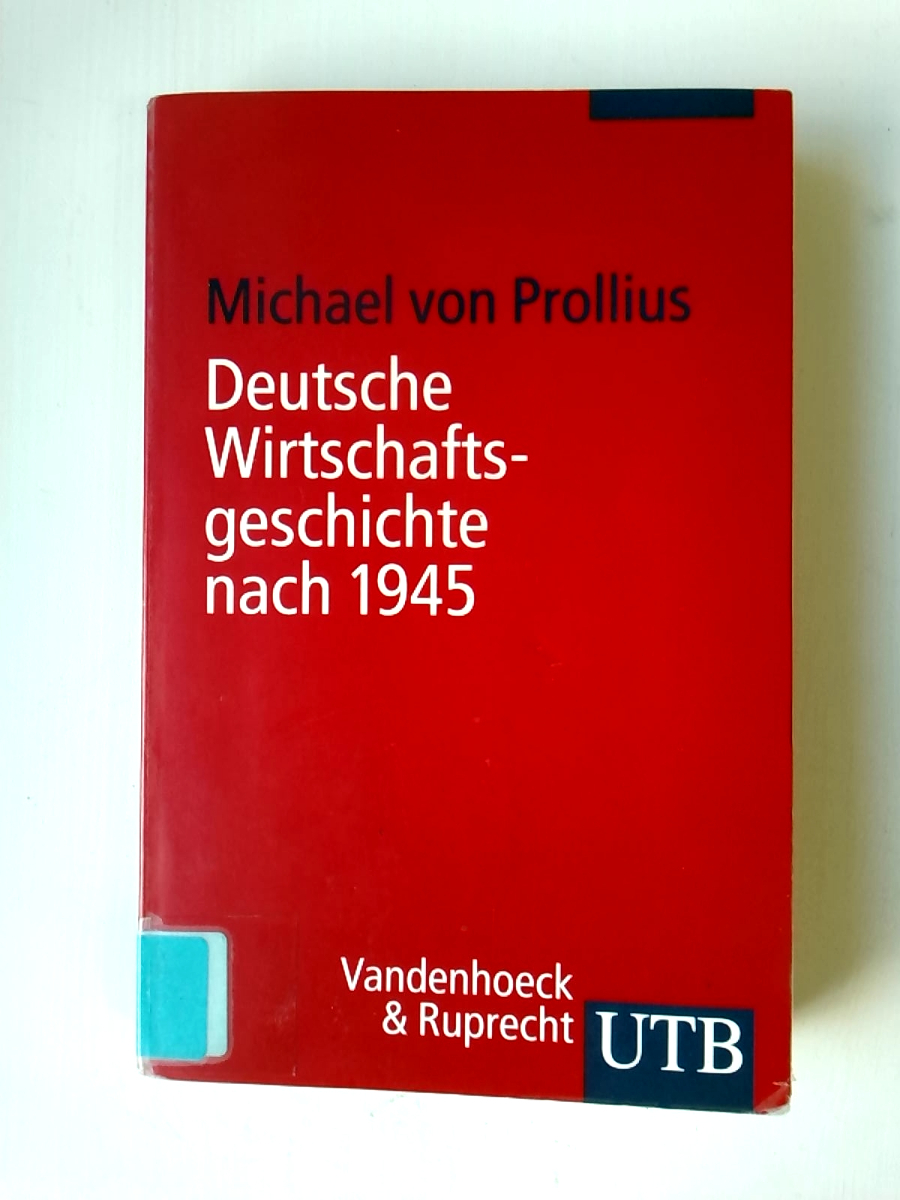 Michael von Prollius
Deutsche
Wirtschafts-
geschichte
nach 1945
Vandenhoeck
& Ruprecht
UTB